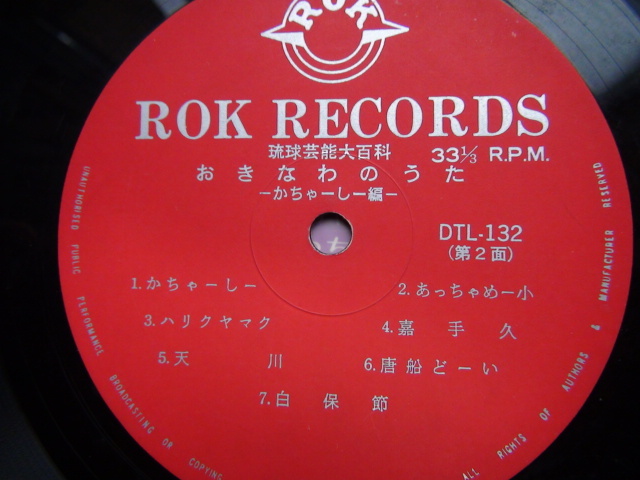 ROK
ROK RECORDS
琉球芸能大百科 33⅓ R.P.M.
おきなわのうた
-かちゃーしー編-
DTL-132
(第2面)
1.かちゃーしー
2.あっちゃめー小
3.ハリクヤマク
4.嘉手久
5.天川
6.唐船どーい
7.白保節
ALL RIGHTS OF AUTHORS & MANUFACTURER RESERVED
UNAUTHORISED PUBLIC PERFORMANCE BROADCASTING OR COPYING